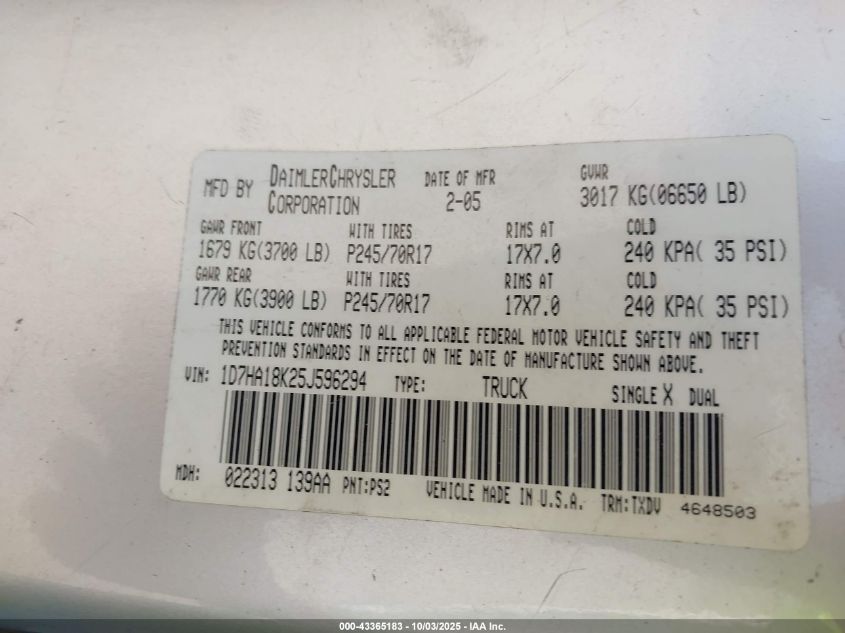 MFD BY DAIMLERCHRYSLER CORPORATION DATE OF MFR 2-05 GVWR 3017 KG(06650 LB)
GAWR FRONT WITH TIRES RIMS AT COLD
1679 KG(3700 LB) P245/70R17 17X7.0 240 KPA( 35 PSI)
GAWR REAR WITH TIRES RIMS AT COLD
1770 KG(3900 LB) P245/70R17 17X7.0 240 KPA( 35 PSI)
THIS VEHICLE CONFORMS TO ALL APPLICABLE FEDERAL MOTOR VEHICLE SAFETY AND THEFT
PREVENTION STANDARDS IN EFFECT ON THE DATE OF MANUFACTURE SHOWN ABOVE.
VIN: 1D7HA18K25J596294 TYPE: TRUCK SINGLE X DUAL
MDH: 022313 139AA PNT:PS2 VEHICLE MADE IN U.S.A. TRM:TXDV 4648503
000-43365183 - 10/03/2025 - IAA Inc.